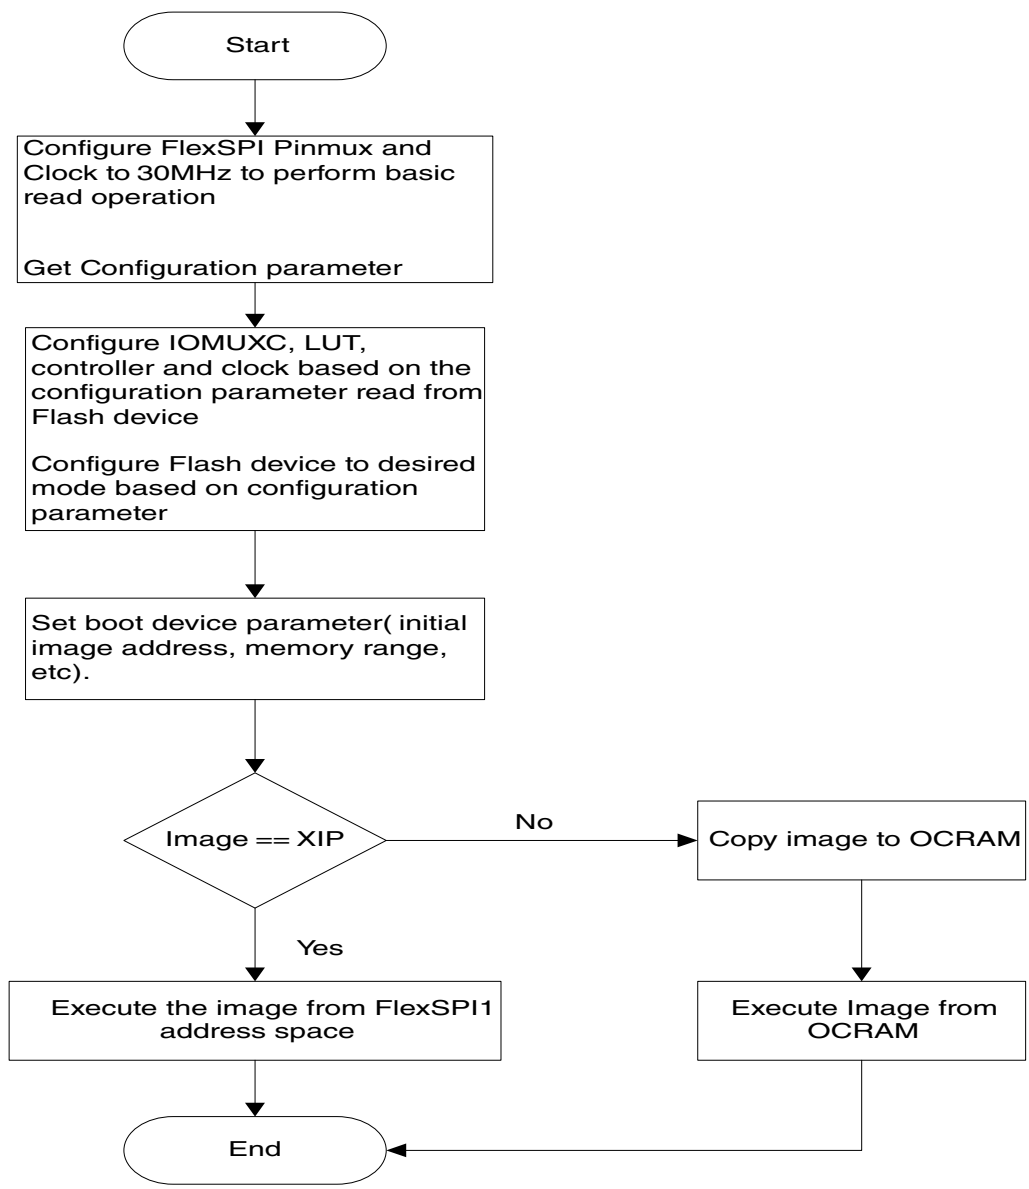 Start
Configure FlexSPI Pinmux and
Clock to 30MHz to perform basic
read operation
Get Configuration parameter
Configure IOMUXC, LUT,
controller and clock based on the
configuration parameter read from
Flash device
Configure Flash device to desired
mode based on configuration
parameter
Set boot device parameter( initial
image address, memory range,
etc).
Image == XIP
No
Copy image to OCRAM
Yes
Execute the image from FlexSPI1
address space
Execute Image from
OCRAM
End